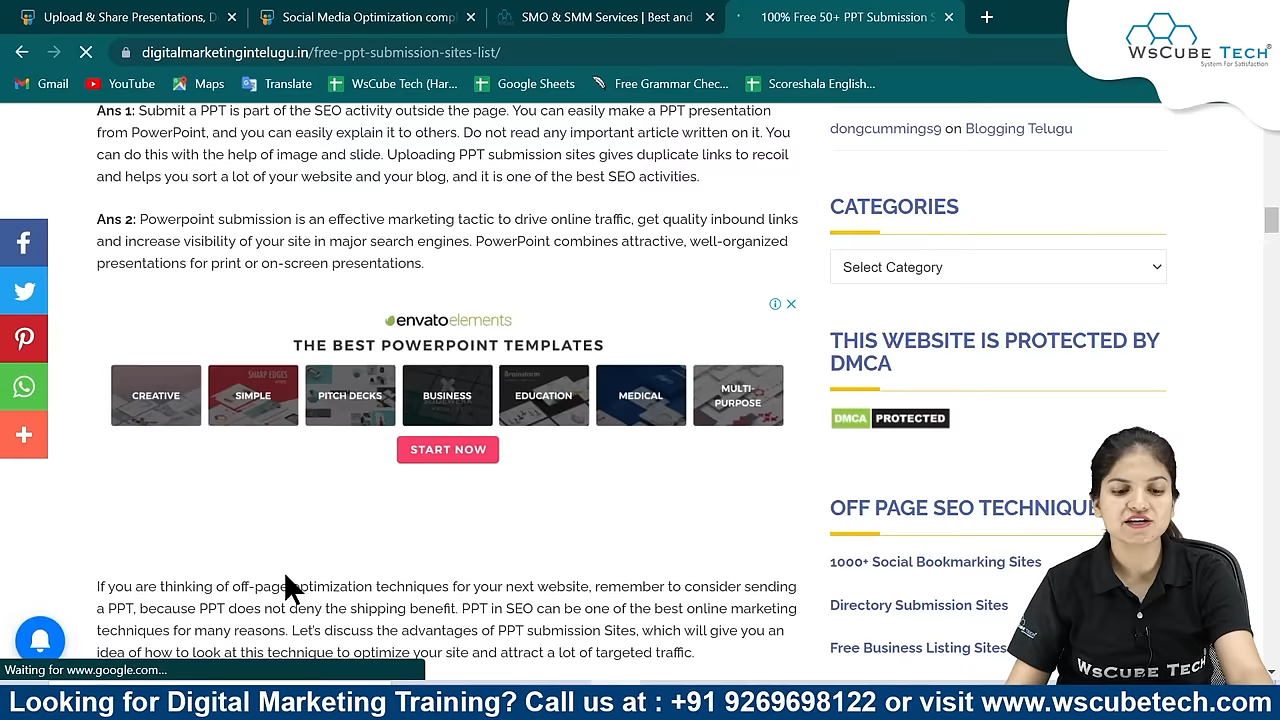 Upload & Share Presentations, D
Social Media Optimization compl
SMO & SMM Services | Best and
100% Free 50+ PPT Submission S
digitalmarketingintelugu.in/free-ppt-submission-sites-list/
Gmail
YouTube
Maps
Translate
WsCube Tech (Har...
Google Sheets
Free Grammar Chec...
Scoreshala English...
WsCube Tech®
System For Satisfaction
Ans 1: Submit a PPT is part of the SEO activity outside the page. You can easily make a PPT presentation
from PowerPoint, and you can easily explain it to others. Do not read any important article written on it. You
can do this with the help of image and slide. Uploading PPT submission sites gives duplicate links to recoil
and helps you sort a lot of your website and your blog, and it is one of the best SEO activities.
Ans 2: Powerpoint submission is an effective marketing tactic to drive online traffic, get quality inbound links
and increase visibility of your site in major search engines. PowerPoint combines attractive, well-organized
presentations for print or on-screen presentations.
envatoelements
THE BEST POWERPOINT TEMPLATES
CREATIVE
SHARP EDGES
SIMPLE
PITCH DECKS
BUSINESS
Brainstorm
EDUCATION
MEDICAL
MULTI-
PURPOSE
START NOW
If you are thinking of off-page optimization techniques for your next website, remember to consider sending
a PPT, because PPT does not deny the shipping benefit. PPT in SEO can be one of the best online marketing
techniques for many reasons. Let's discuss the advantages of PPT submission Sites, which will give you an
idea of how to look at this technique to optimize your site and attract a lot of targeted traffic.
Waiting for www.google.com...
dongcummings9 on Blogging Telugu
CATEGORIES
Select Category
THIS WEBSITE IS PROTECTED BY
DMCA
DMCA PROTECTED
OFF PAGE SEO TECHNIQU
1000+ Social Bookmarking Sites
Directory Submission Sites
Free Business Listing Sites
WsCube Tech
Looking for Digital Marketing Training? Call us at : +91 9269698122 or visit www.wscubetech.com